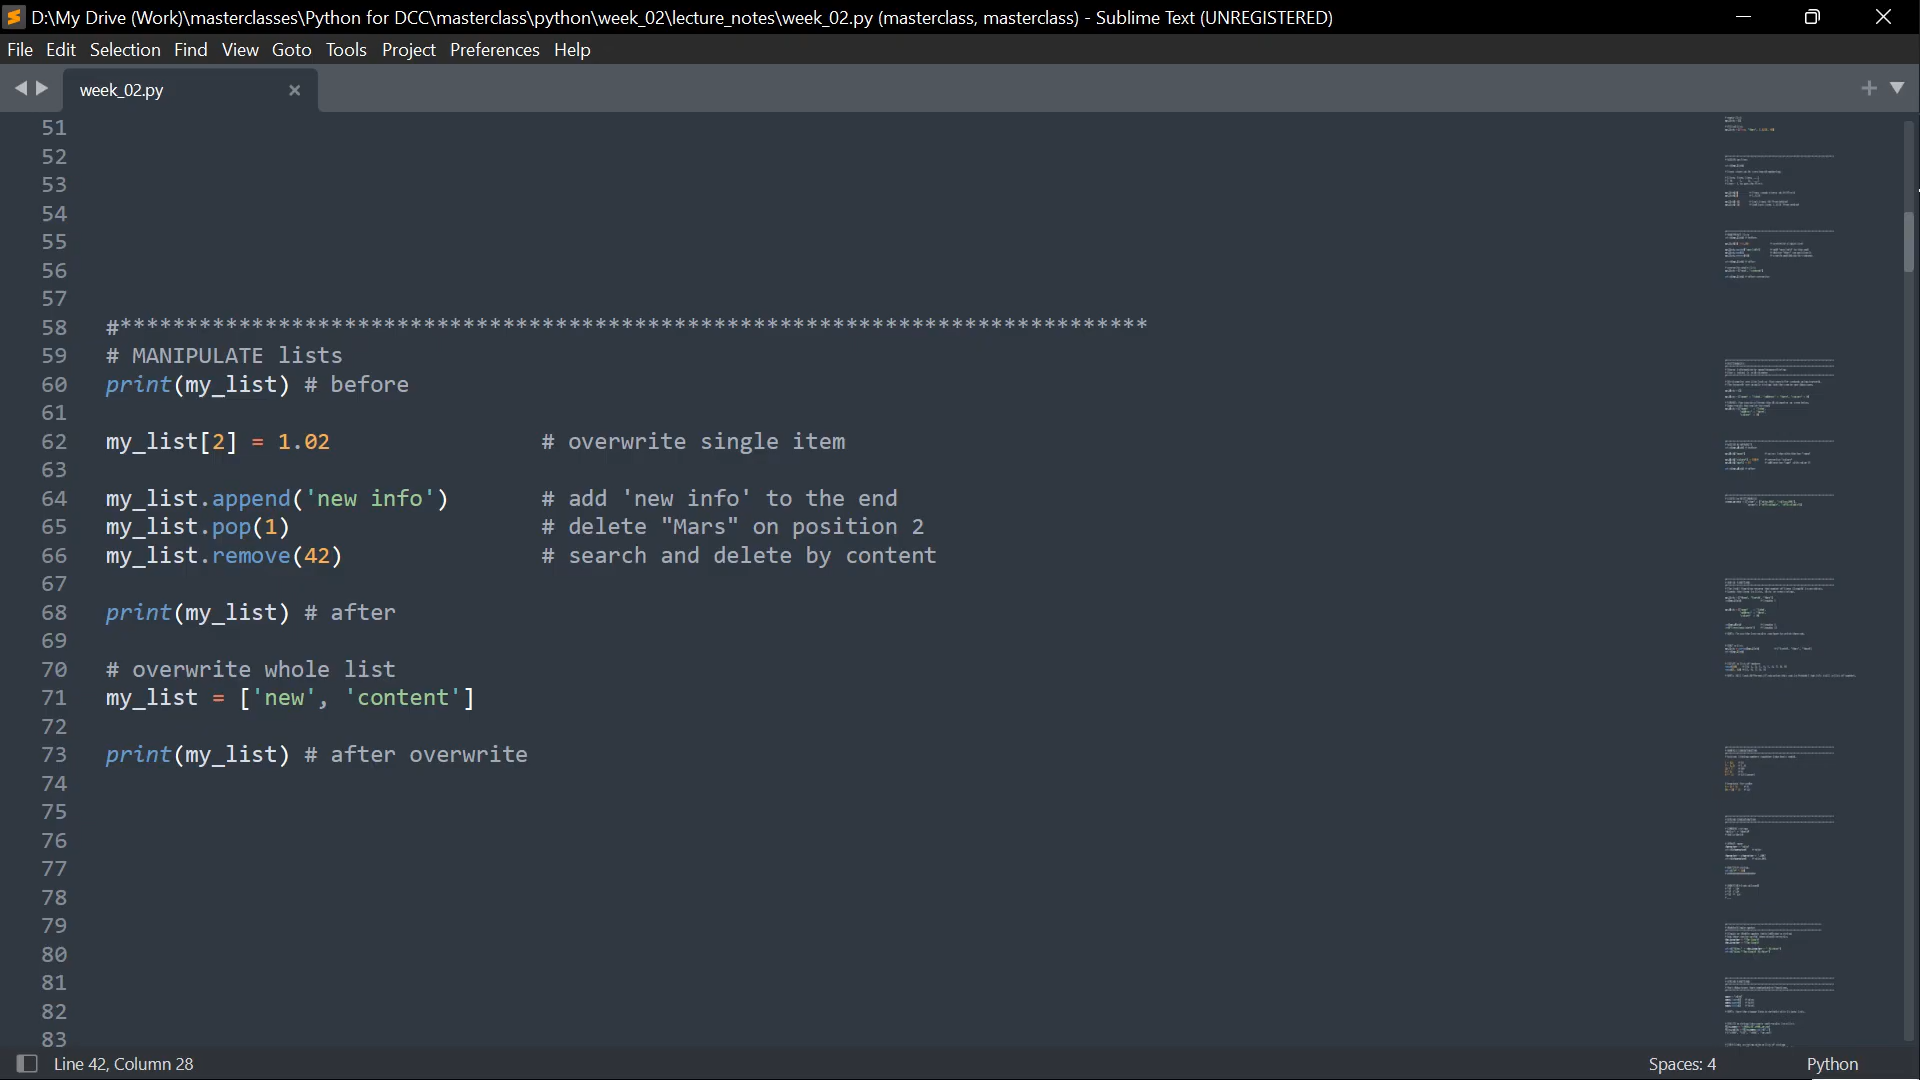 D:\My Drive (Work)\masterclasses\Python for DCC\masterclass\python\week_02\lecture_notes\week_02.py (masterclass, masterclass) - Sublime Text (UNREGISTERED)
File Edit Selection Find View Goto Tools Project Preferences Help
week_02.py
51
52
53
54
55
56
57
58 #*******************************************************************************
59 # MANIPULATE lists
60 print(my_list) # before
61
62 my_list[2] = 1.02 # overwrite single item
63
64 my_list.append('new info') # add 'new info' to the end
65 my_list.pop(1) # delete "Mars" on position 2
66 my_list.remove(42) # search and delete by content
67
68 print(my_list) # after
69
70 # overwrite whole list
71 my_list = ['new', 'content']
72
73 print(my_list) # after overwrite
74
75
76
77
78
79
80
81
82
83
Line 42, Column 28 Spaces: 4 Python